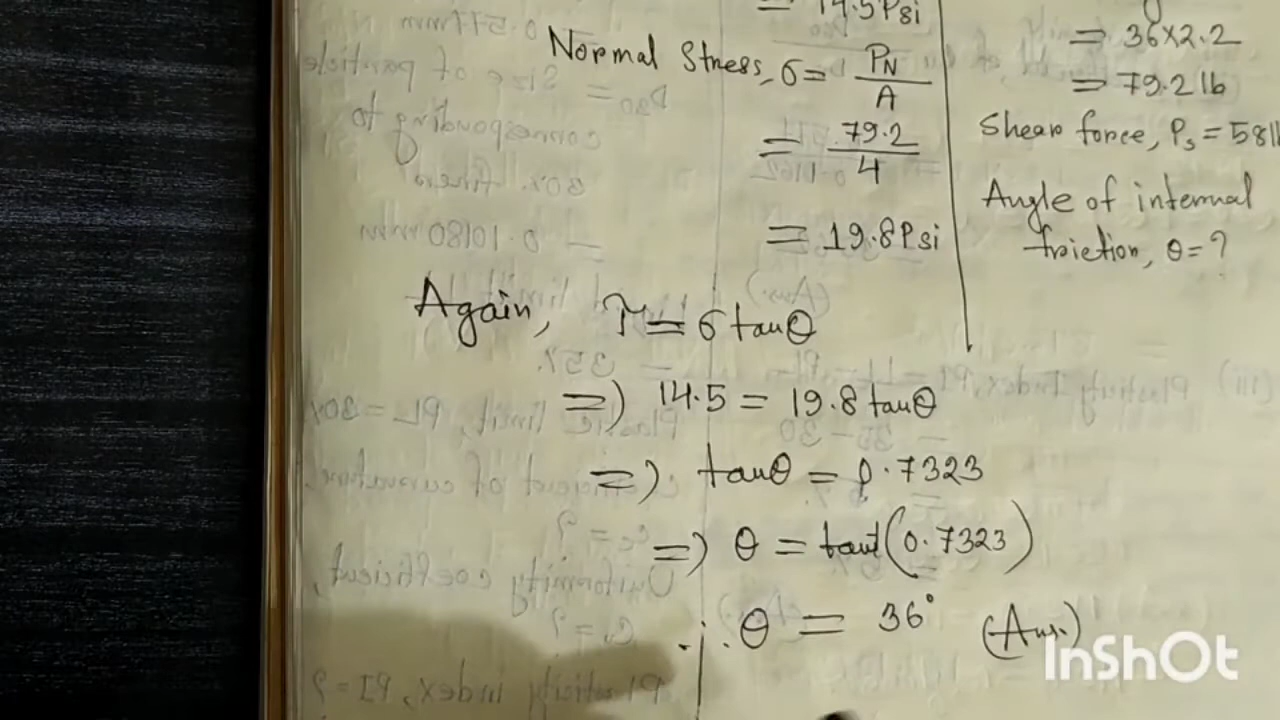 = 14.5 Psi
Normal Stress, σ = P_N / A
= 79.2 / 4
= 19.8 Psi
⇒ 36×2.2
⇒ 79.2 lb
Shear force, P_s = 58 lb
Angle of internal
friction, θ = ?
Again, τ = σ tanθ
⇒) 14.5 = 19.8 tanθ
⇒) tanθ = 0.7323
⇒) θ = tan⁻¹(0.7323)
∴ θ = 36° (Ans.)
InShOt